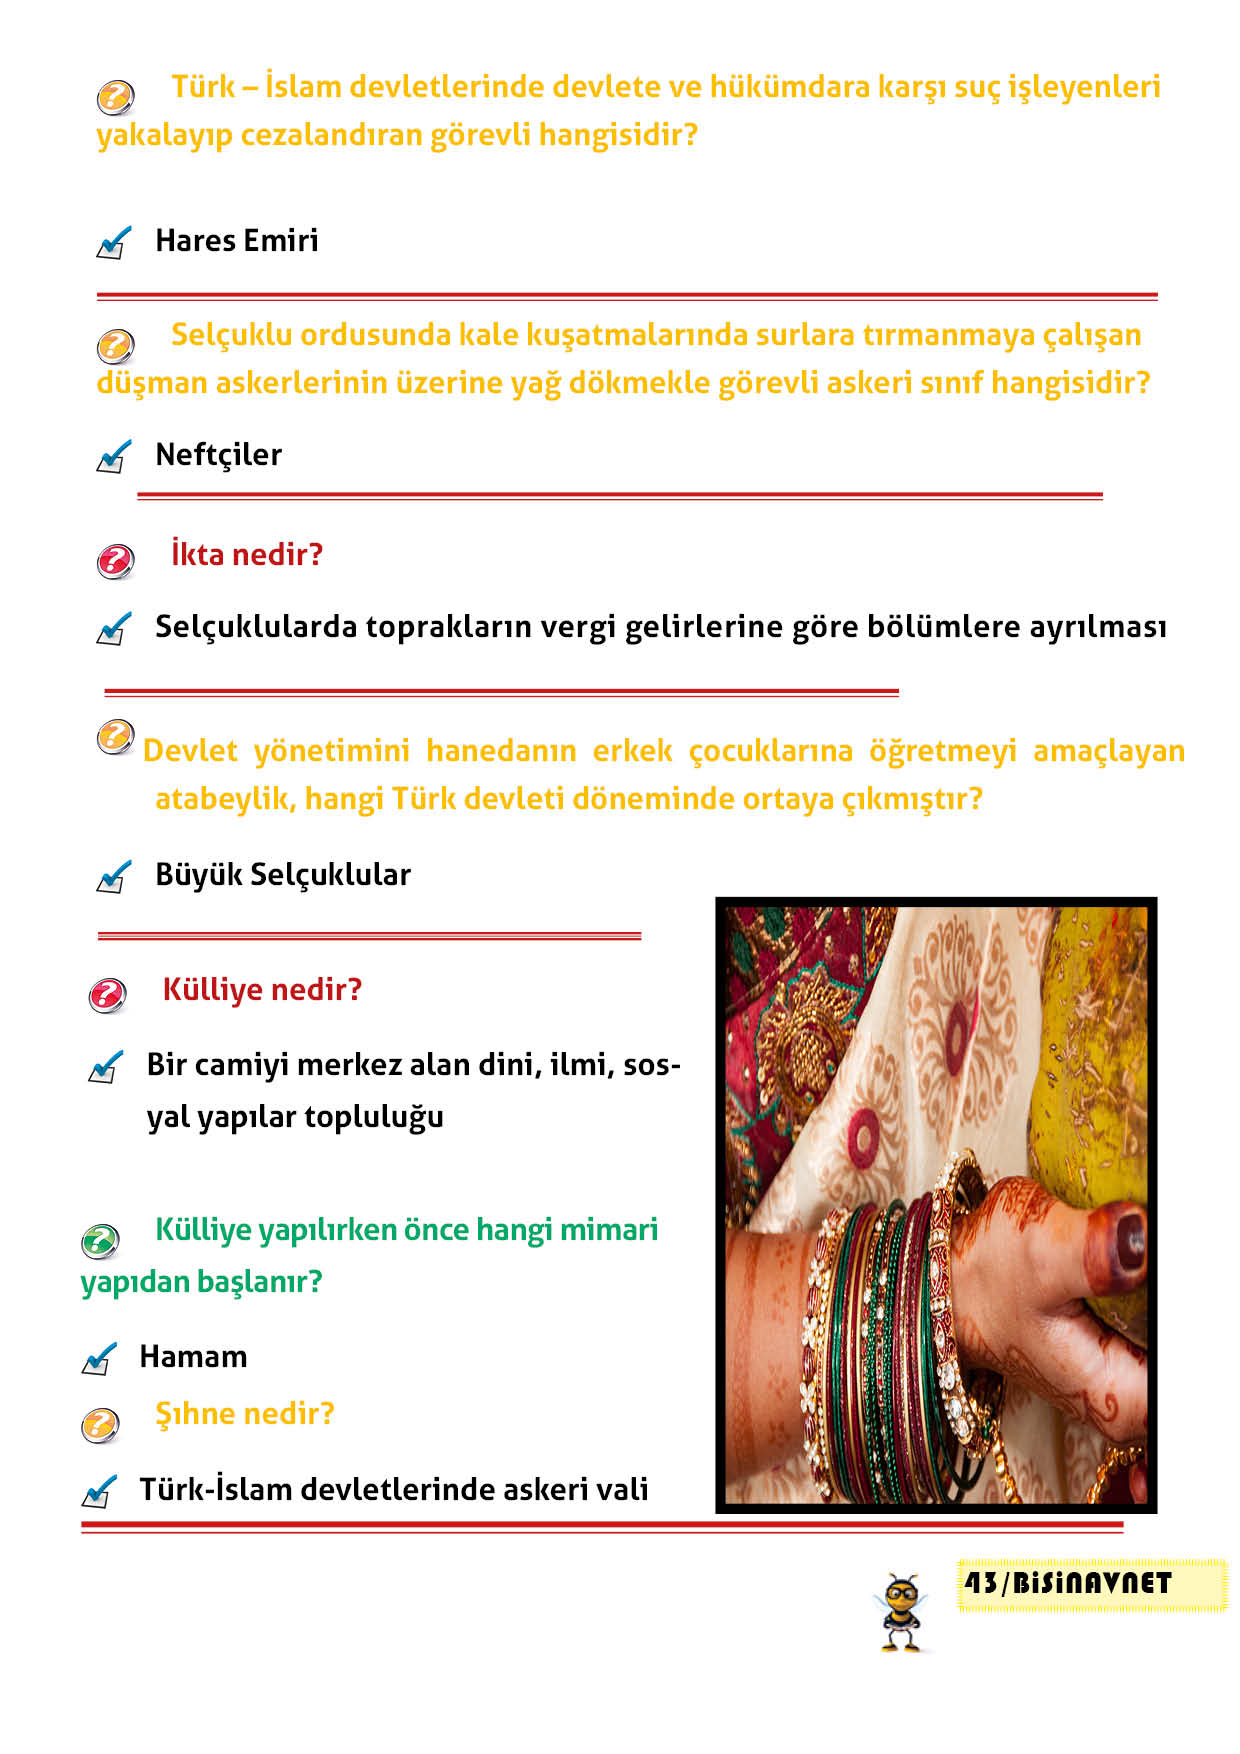 Türk – İslam devletlerinde devlete ve hükümdara karşı suç işleyenleri
yakalayıp cezalandıran görevli hangisidir?
Hares Emiri
Selçuklu ordusunda kale kuşatmalarında surlara tırmanmaya çalışan
düşman askerlerinin üzerine yağ dökmekle görevli askeri sınıf hangisidir?
Neftçiler
İkta nedir?
Selçuklularda toprakların vergi gelirlerine göre bölümlere ayrılması
Devlet yönetimini hanedanın erkek çocuklarına öğretmeyi amaçlayan
atabeylik, hangi Türk devleti döneminde ortaya çıkmıştır?
Büyük Selçuklular
Külliye nedir?
Bir camiyi merkez alan dini, ilmi, sos-
yal yapılar topluluğu
Külliye yapılırken önce hangi mimari
yapıdan başlanır?
Hamam
Şıhne nedir?
Türk-İslam devletlerinde askeri vali
43/BiSiNAVNET